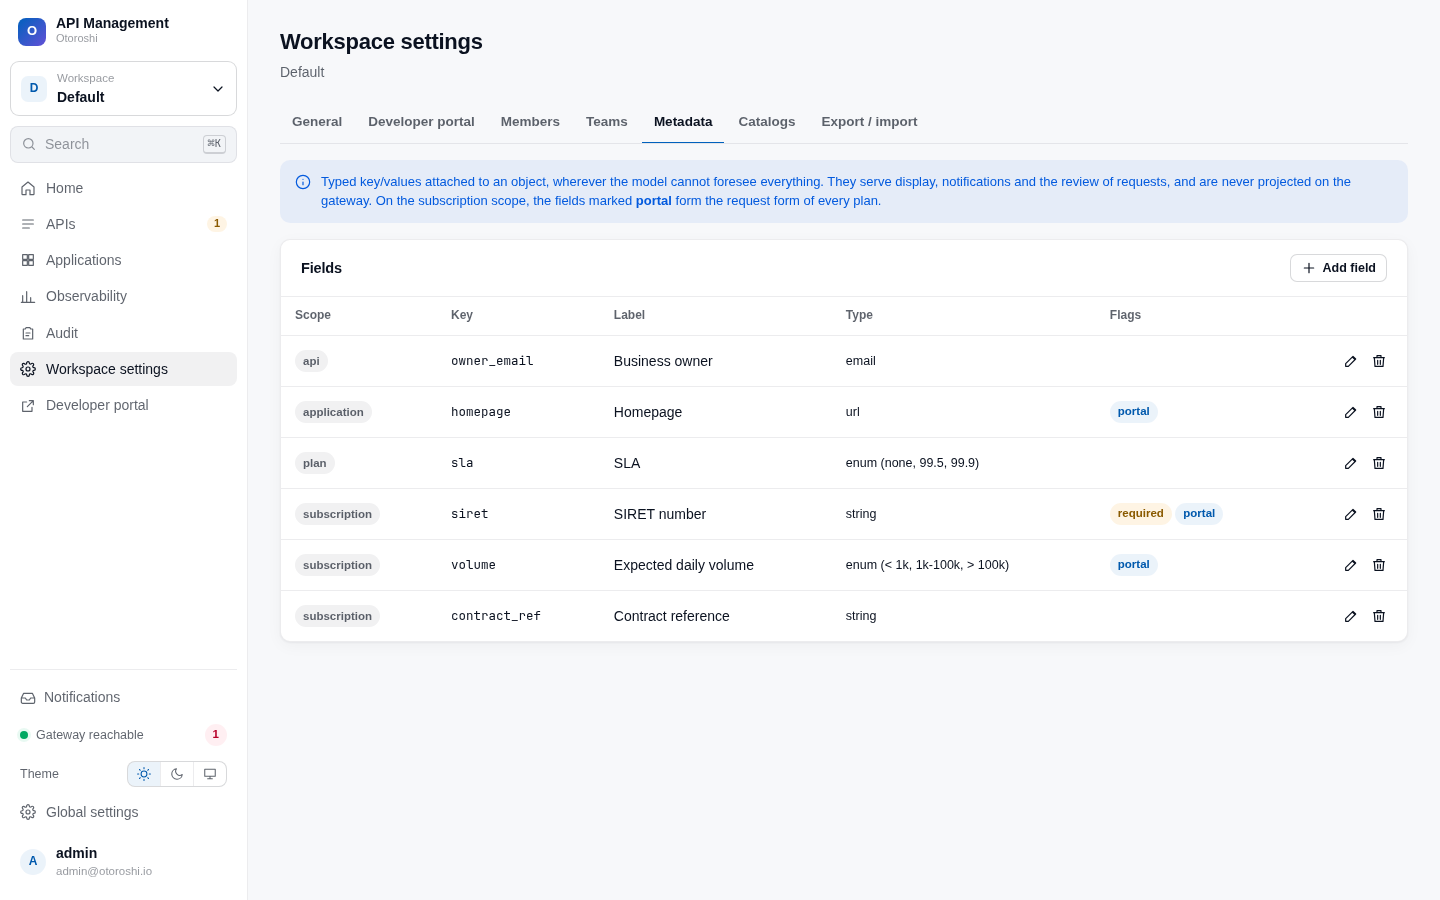 O
API Management
Otoroshi
D
Workspace
Default
Search
⌘K
Home
APIs
1
Applications
Observability
Audit
Workspace settings
Developer portal
Notifications
Gateway reachable
1
Theme
Global settings
A
admin
admin@otoroshi.io
Workspace settings
Default
General Developer portal Members Teams Metadata Catalogs Export / import
Typed key/values attached to an object, wherever the model cannot foresee everything. They serve display, notifications and the review of requests, and are never projected on the
gateway. On the subscription scope, the fields marked portal form the request form of every plan.
Fields
Add field
Scope Key Label Type Flags
api owner_email Business owner email
application homepage Homepage url portal
plan sla SLA enum (none, 99.5, 99.9)
subscription siret SIRET number string required portal
subscription volume Expected daily volume enum (< 1k, 1k-100k, > 100k) portal
subscription contract_ref Contract reference string